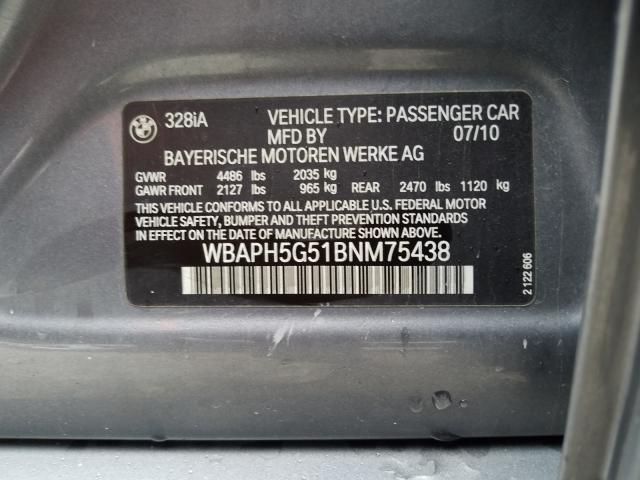 328iA VEHICLE TYPE: PASSENGER CAR
MFD BY 07/10
BAYERISCHE MOTOREN WERKE AG
GVWR 4486 lbs 2035 kg
GAWR FRONT 2127 lbs 965 kg REAR 2470 lbs 1120 kg
THIS VEHICLE CONFORMS TO ALL APPLICABLE U.S. FEDERAL MOTOR
VEHICLE SAFETY, BUMPER AND THEFT PREVENTION STANDARDS IN
EFFECT ON THE DATE OF MANUFACTURE SHOWN ABOVE.
WBAPH5G51BNM75438
2 122 606